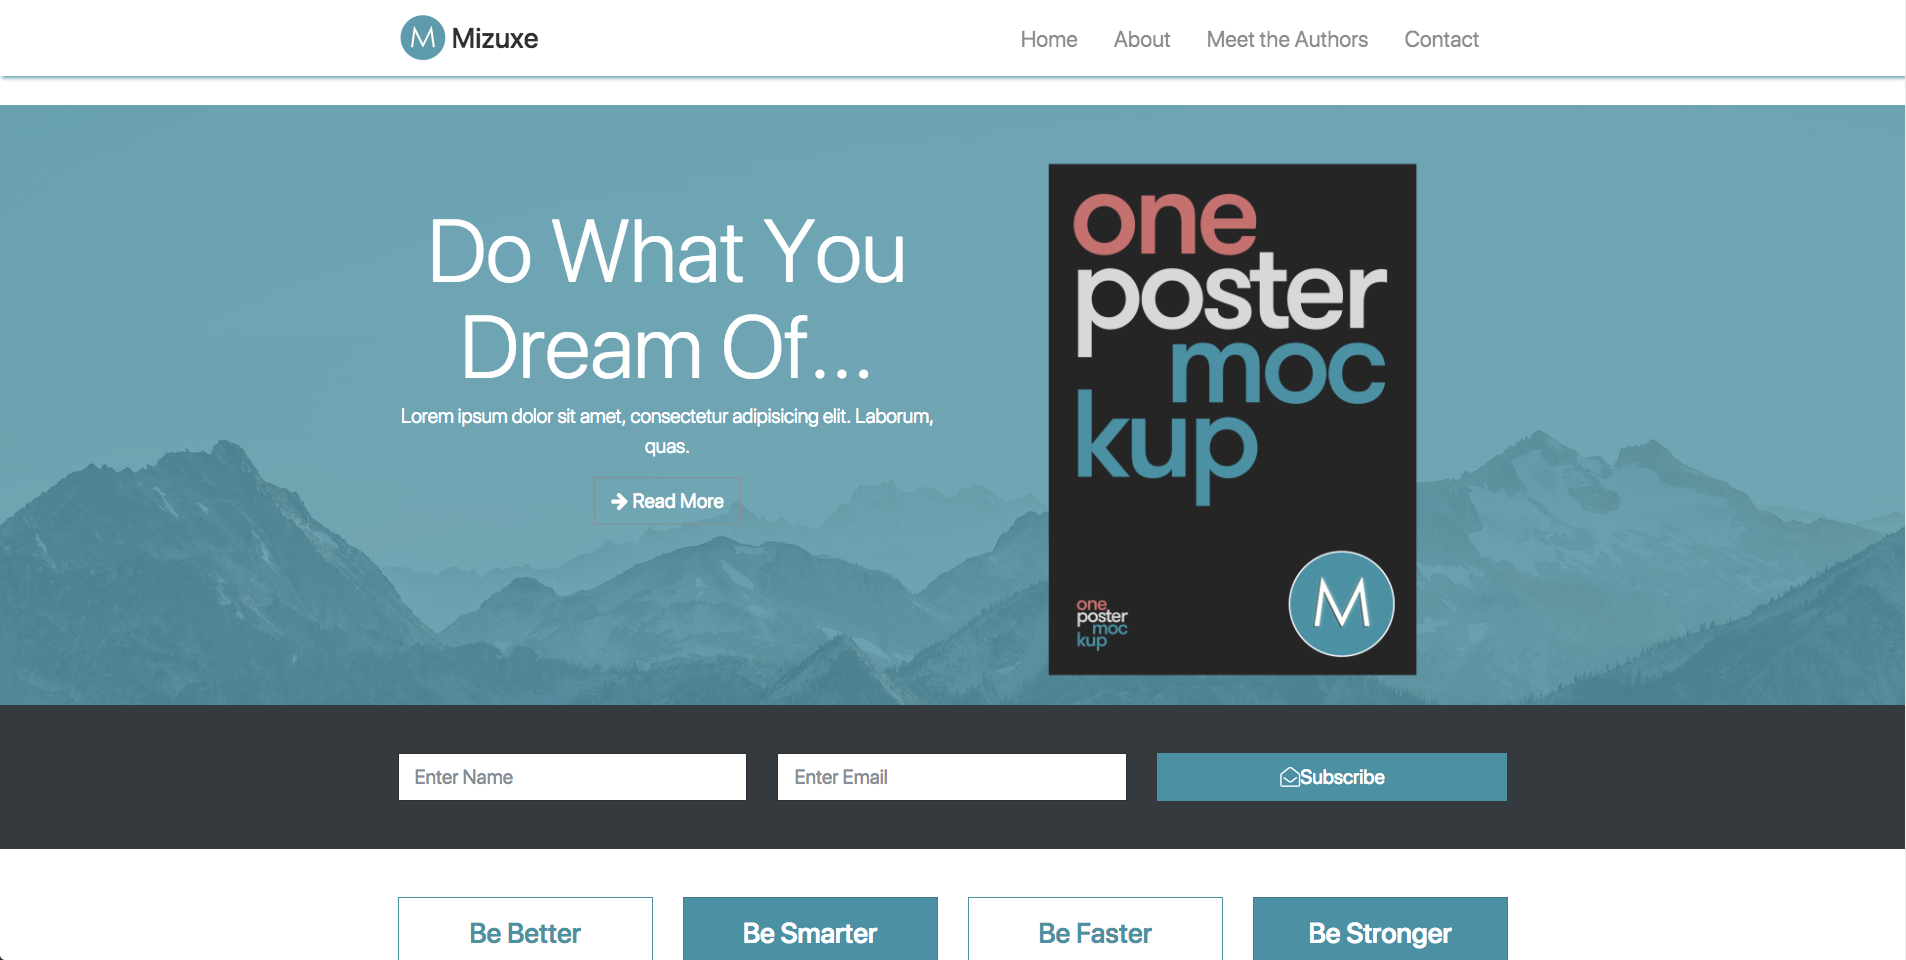 M Mizuxe
Home About Meet the Authors Contact
Do What You
Dream Of...
Lorem ipsum dolor sit amet, consectetur adipisicing elit. Laborum,
quas.
Read More
one
poster
moc
kup
one
poster
moc
kup
M
Enter Name
Enter Email
Subscribe
Be Better
Be Smarter
Be Faster
Be Stronger